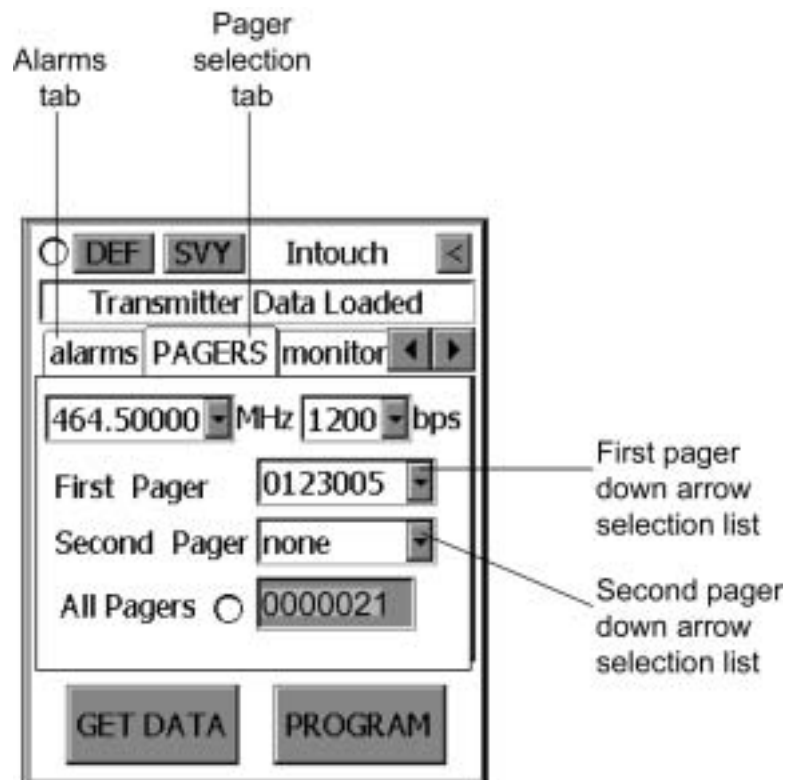 Alarms
tab
Pager
selection
tab
DEF SVY Intouch <
Transmitter Data Loaded
alarms PAGERS monitor
464.50000 MHz 1200 bps
First Pager 0123005
Second Pager none
All Pagers 0000021
GET DATA PROGRAM
First pager
down arrow
selection list
Second pager
down arrow
selection list